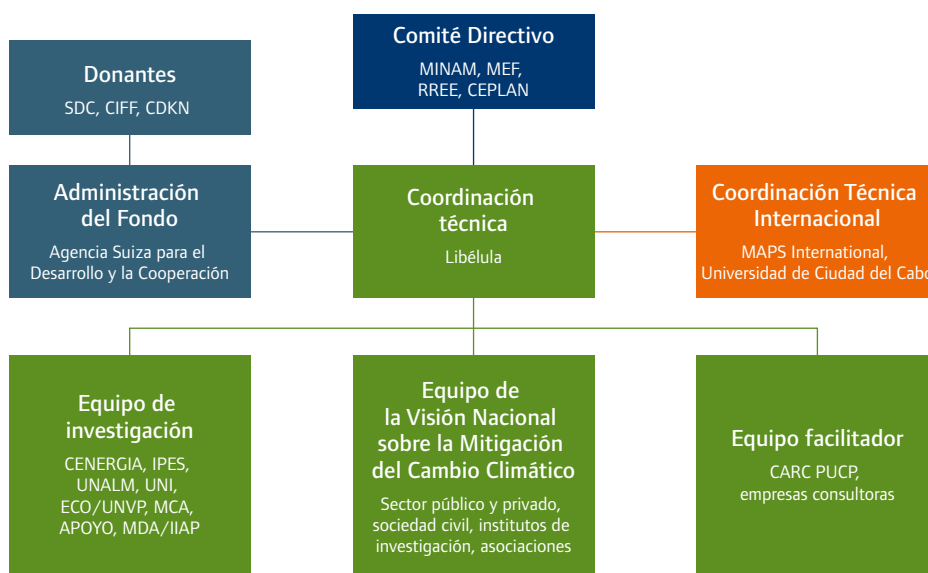 Comité Directivo
MINAM, MEF,
RREE, CEPLAN
Donantes
SDC, CIFF, CDKN
Administración
del Fondo
Agencia Suiza para el
Desarrollo y la Cooperación
Coordinación
técnica
Libélula
Coordinación Técnica
Internacional
MAPS International,
Universidad de Ciudad del Cabo
Equipo de
investigación
CENERGIA, IPES,
UNALM, UNI,
ECO/UNVP, MCA,
APOYO, MDA/IIAP
Equipo de
la Visión Nacional
sobre la Mitigación
del Cambio Climático
Sector público y privado,
sociedad civil, institutos de
investigación, asociaciones
Equipo facilitador
CARC PUCP,
empresas consultoras